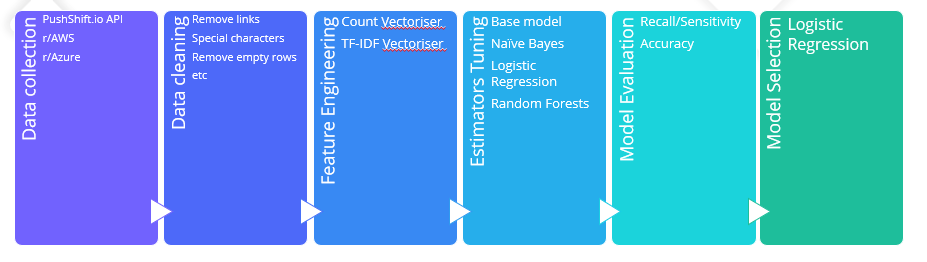 Data collection
PushShift.io API
r/AWS
r/Azure
Data cleaning
Remove links
Special characters
Remove empty rows
etc
Feature Engineering
Count Vectoriser
TF-IDF Vectoriser
Estimators Tuning
Base model
Naïve Bayes
Logistic
Regression
Random Forests
Model Evaluation
Recall/Sensitivity
Accuracy
Model Selection
Logistic
Regression